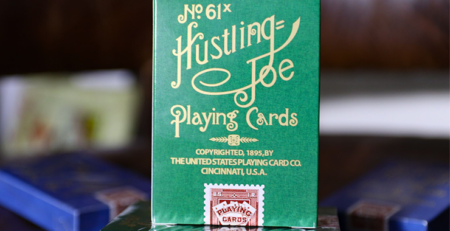 No 61x
Hustling=
Joe
Playing Cards
COPYRIGHTED, 1895, BY
THE UNITED STATES PLAYING CARD CO.
CINCINNATI, U.S.A.
PLAYING
CARDS